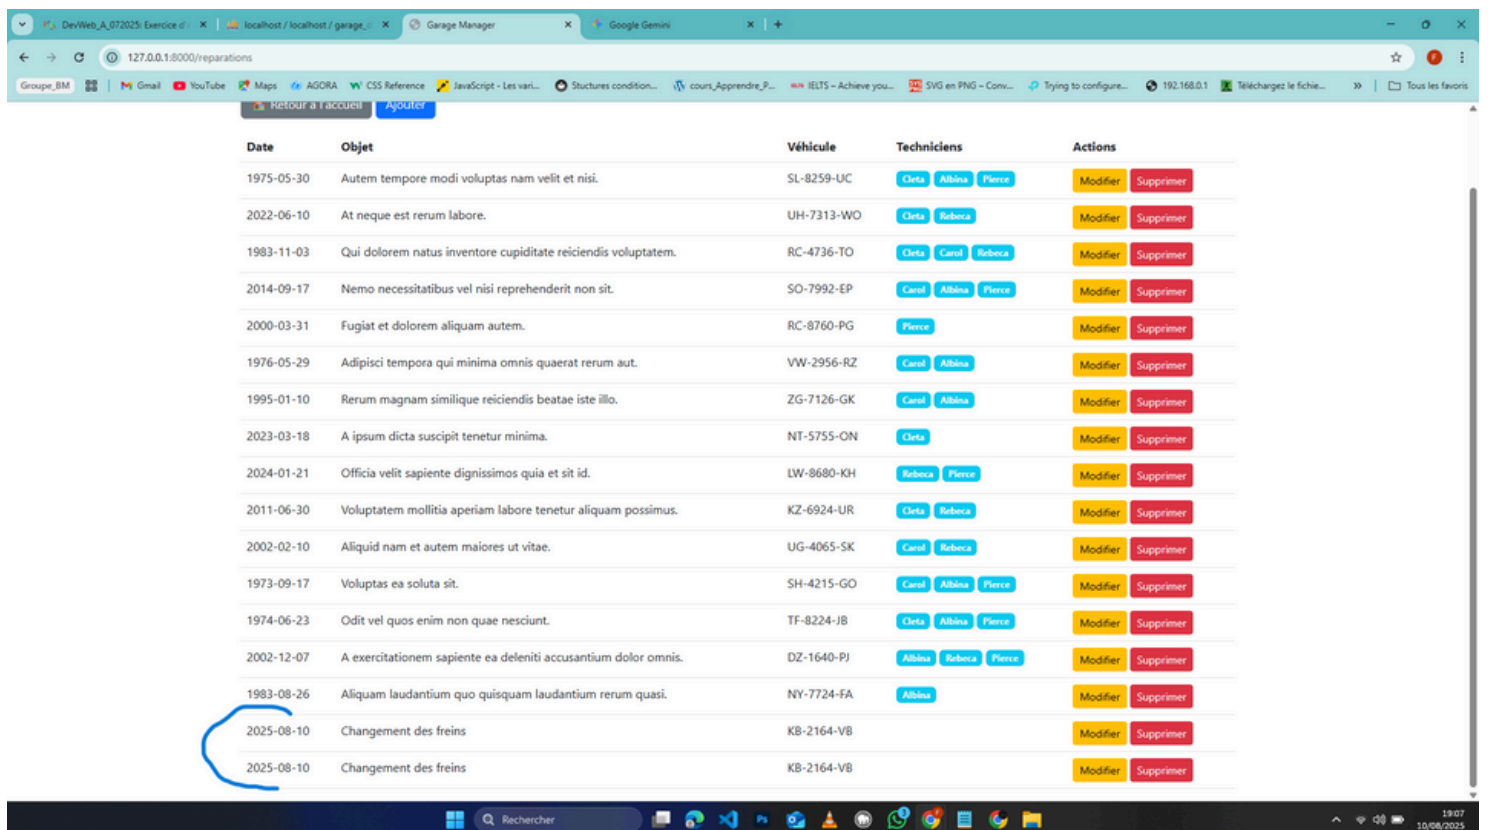 DevWeb_A_072025: Exercice d'
localhost / localhost / garage_
Garage Manager
Google Gemini
127.0.0.1:8000/reparations
F
Groupe_BM Gmail YouTube Maps AGORA CSS Reference JavaScript - Les vari... Stuctures condition... cours_Apprendre_P... IELTS – Achieve you... SVG en PNG – Conv... Trying to configure... 192.168.0.1 Téléchargez le fichie... » Tous les favoris
Retour à l'accueil Ajouter
Date Objet Véhicule Techniciens Actions
1975-05-30 Autem tempore modi voluptas nam velit et nisi. SL-8259-UC Cleta Albina Pierce Modifier Supprimer
2022-06-10 At neque est rerum labore. UH-7313-WO Cleta Rebeca Modifier Supprimer
1983-11-03 Qui dolorem natus inventore cupiditate reiciendis voluptatem. RC-4736-TO Cleta Carol Rebeca Modifier Supprimer
2014-09-17 Nemo necessitatibus vel nisi reprehenderit non sit. SO-7992-EP Carol Albina Pierce Modifier Supprimer
2000-03-31 Fugiat et dolorem aliquam autem. RC-8760-PG Pierce Modifier Supprimer
1976-05-29 Adipisci tempora qui minima omnis quaerat rerum aut. VW-2956-RZ Carol Albina Modifier Supprimer
1995-01-10 Rerum magnam similique reiciendis beatae iste illo. ZG-7126-GK Carol Albina Modifier Supprimer
2023-03-18 A ipsum dicta suscipit tenetur minima. NT-5755-ON Cleta Modifier Supprimer
2024-01-21 Officia velit sapiente dignissimos quia et sit id. LW-8680-KH Rebeca Pierce Modifier Supprimer
2011-06-30 Voluptatem mollitia aperiam labore tenetur aliquam possimus. KZ-6924-UR Cleta Rebeca Modifier Supprimer
2002-02-10 Aliquid nam et autem maiores ut vitae. UG-4065-SK Carol Rebeca Modifier Supprimer
1973-09-17 Voluptas ea soluta sit. SH-4215-GO Carol Albina Pierce Modifier Supprimer
1974-06-23 Odit vel quos enim non quae nesciunt. TF-8224-JB Cleta Albina Pierce Modifier Supprimer
2002-12-07 A exercitationem sapiente ea deleniti accusantium dolor omnis. DZ-1640-PJ Albina Rebeca Pierce Modifier Supprimer
1983-08-26 Aliquam laudantium quo quisquam laudantium rerum quasi. NY-7724-FA Albina Modifier Supprimer
2025-08-10 Changement des freins KB-2164-VB Modifier Supprimer
2025-08-10 Changement des freins KB-2164-VB Modifier Supprimer
Rechercher
19:07
10/08/2025